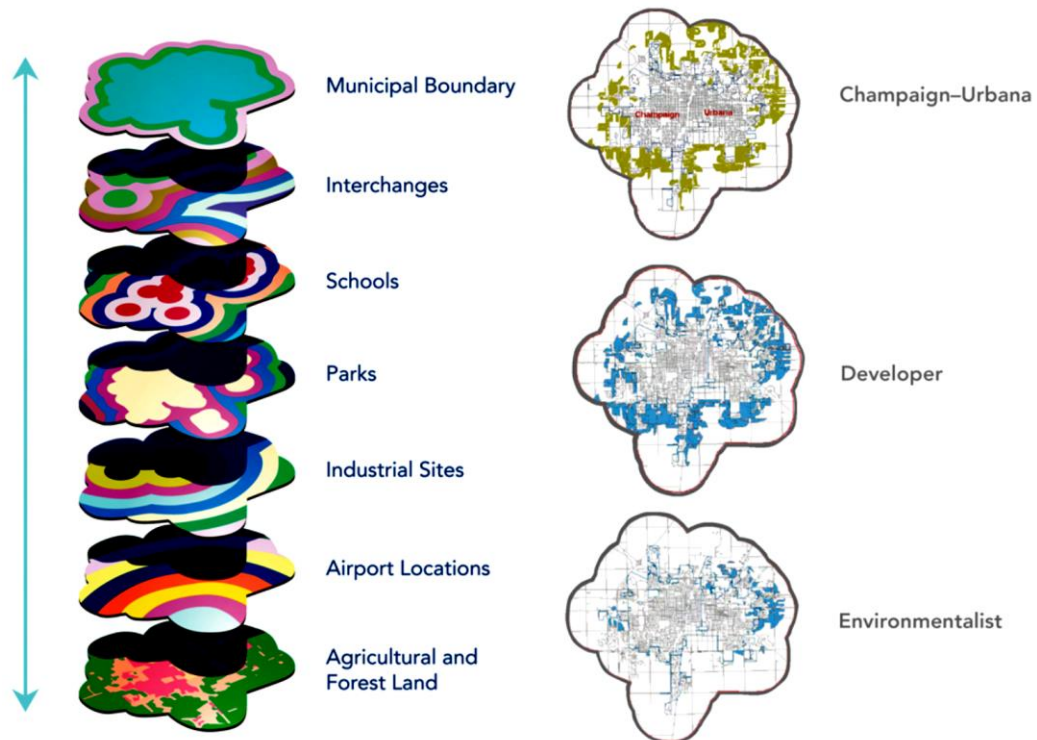 Municipal Boundary
Interchanges
Schools
Parks
Industrial Sites
Airport Locations
Agricultural and
Forest Land
Champaign Urbana
Champaign–Urbana
Developer
Environmentalist